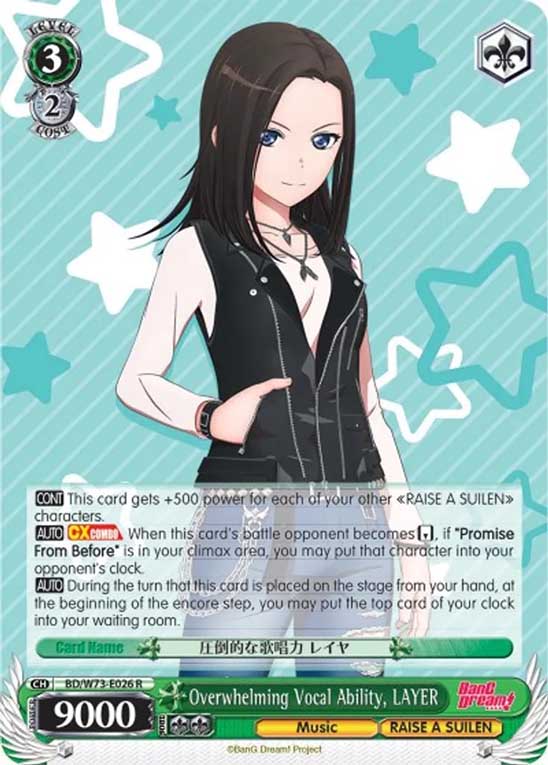 LEVEL
3
2
COST
CONT This card gets +500 power for each of your other «RAISE A SUILEN»
characters.
AUTO CX COMBO When this card's battle opponent becomes , if "Promise
From Before" is in your climax area, you may put that character into your
opponent's clock.
AUTO During the turn that this card is placed on the stage from your hand, at
the beginning of the encore step, you may put the top card of your clock
into your waiting room.
Card Name 圧倒的な歌唱力 レイヤ
CH BD/W73-E026 R
Overwhelming Vocal Ability, LAYER
BanG Dream!
POWER 9000 SOUL Music RAISE A SUILEN
©BanG Dream! Project